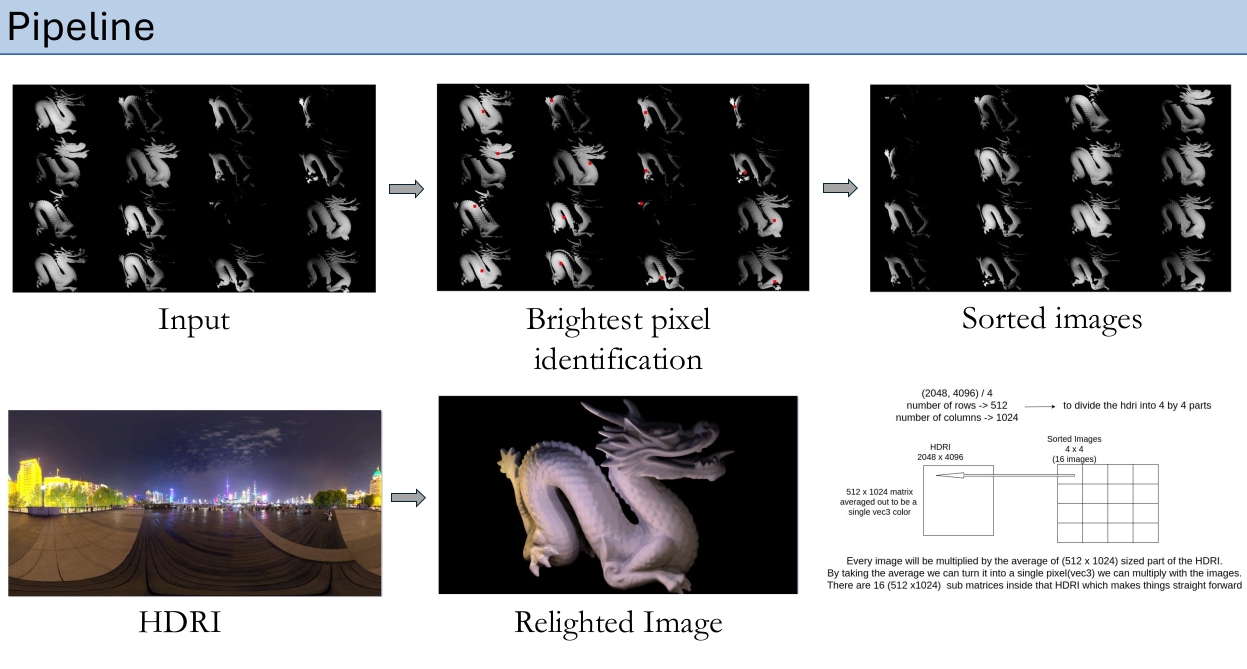 Pipeline
Input
Brightest pixel
identification
Sorted images
HDRI
Relighted Image
(2048, 4096) / 4
number of rows -> 512
number of columns -> 1024
to divide the hdri into 4 by 4 parts
HDRI
2048 x 4096
Sorted Images
4 x 4
(16 images)
512 x 1024 matrix
averaged out to be a
single vec3 color
Every image will be multiplied by the average of (512 x 1024) sized part of the HDRI.
By taking the average we can turn it into a single pixel(vec3) we can multiply with the images.
There are 16 (512 x1024) sub matrices inside that HDRI which makes things straight forward